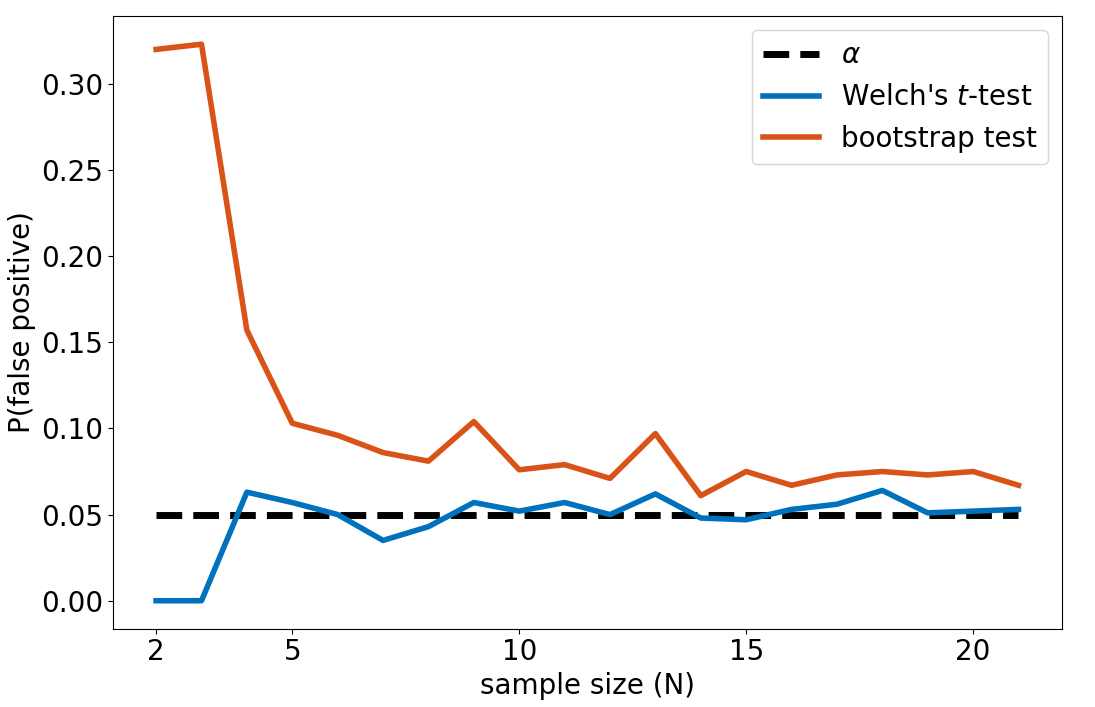 α
Welch's t-test
bootstrap test
P(false positive)
0.30
0.25
0.20
0.15
0.10
0.05
0.00
2 5 10 15 20
sample size (N)